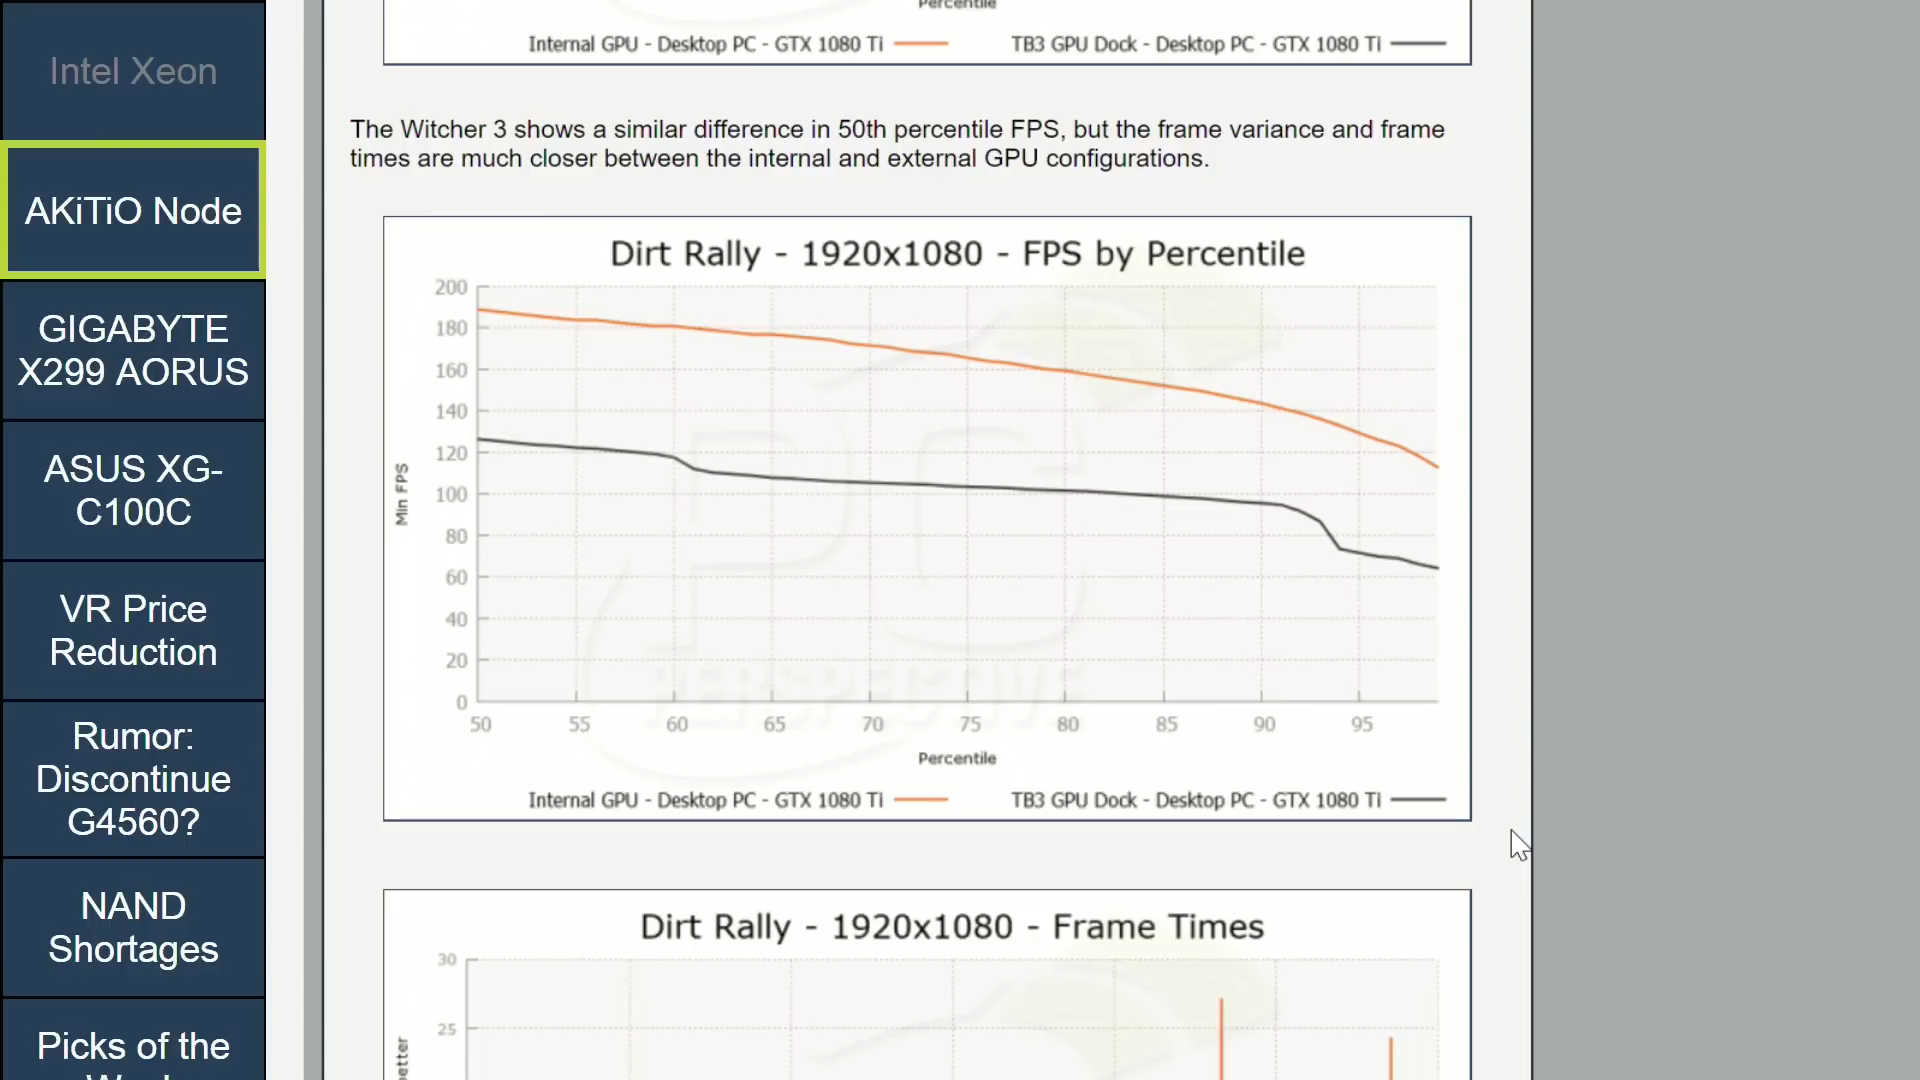 Intel Xeon
AKiTiO Node
GIGABYTE
X299 AORUS
ASUS XG-
C100C
VR Price
Reduction
Rumor:
Discontinue
G4560?
NAND
Shortages
Picks of the
Percentile
Internal GPU - Desktop PC - GTX 1080 Ti
TB3 GPU Dock - Desktop PC - GTX 1080 Ti
The Witcher 3 shows a similar difference in 50th percentile FPS, but the frame variance and frame
times are much closer between the internal and external GPU configurations.
Dirt Rally - 1920x1080 - FPS by Percentile
200
180
160
140
120
100
80
60
40
20
0
Min FPS
PC
PERSPECTIVE
50 55 60 65 70 75 80 85 90 95
Percentile
Internal GPU - Desktop PC - GTX 1080 Ti
TB3 GPU Dock - Desktop PC - GTX 1080 Ti
Dirt Rally - 1920x1080 - Frame Times
30
25
better